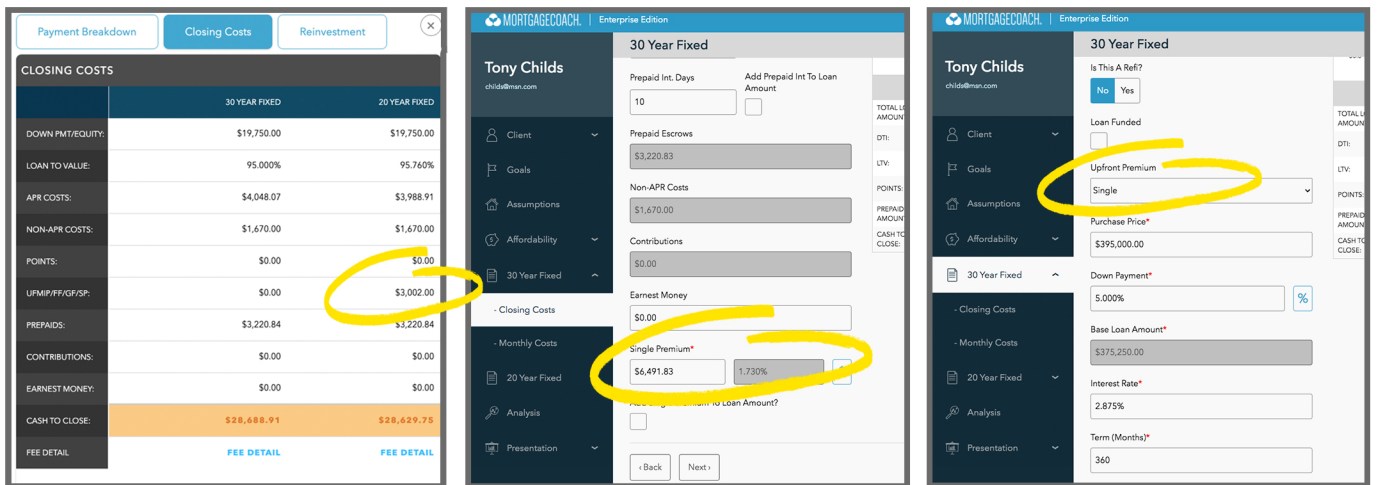 Payment Breakdown
Closing Costs
Reinvestment
CLOSING COSTS
30 YEAR FIXED 20 YEAR FIXED
DOWN PMT/EQUITY: $19,750.00 $19,750.00
LOAN TO VALUE: 95.000% 95.760%
APR COSTS: $4,048.07 $3,988.91
NON-APR COSTS: $1,670.00 $1,670.00
POINTS: $0.00 $0.00
UFMIP/FF/GF/SP: $0.00 $3,002.00
PREPAIDS: $3,220.84 $3,220.84
CONTRIBUTIONS: $0.00 $0.00
EARNEST MONEY: $0.00 $0.00
CASH TO CLOSE: $28,688.91 $28,629.75
FEE DETAIL FEE DETAIL FEE DETAIL
MORTGAGECOACH. | Enterprise Edition
Tony Childs
childs@msn.com
Client
Goals
Assumptions
Affordability
30 Year Fixed
- Closing Costs
- Monthly Costs
20 Year Fixed
Analysis
Presentation
30 Year Fixed
Prepaid Int. Days
10
Add Prepaid Int To Loan
Amount
Prepaid Escrows
$3,220.83
Non-APR Costs
$1,670.00
Contributions
$0.00
Earnest Money
$0.00
Single Premium*
$6,491.83 1.730%
To Loan Amount?
‹ Back Next ›
TOTAL
AMOUNT
DTI:
LTV:
POINTS:
PREPAID
AMOUN
CASH TO
CLOSE:
MORTGAGECOACH. | Enterprise Edition
Tony Childs
childs@msn.com
Client
Goals
Assumptions
Affordability
30 Year Fixed
- Closing Costs
- Monthly Costs
20 Year Fixed
Analysis
Presentation
30 Year Fixed
Is This A Refi?
No Yes
Loan Funded
Upfront Premium
Single
Purchase Price*
$395,000.00
Down Payment*
5.000% %
Base Loan Amount*
$375,250.00
Interest Rate*
2.875%
Term (Months)*
360
TOTAL
AMOUN
DTI:
LTV:
POINTS:
PREPAID
AMOUN
CASH TO
CLOSE: